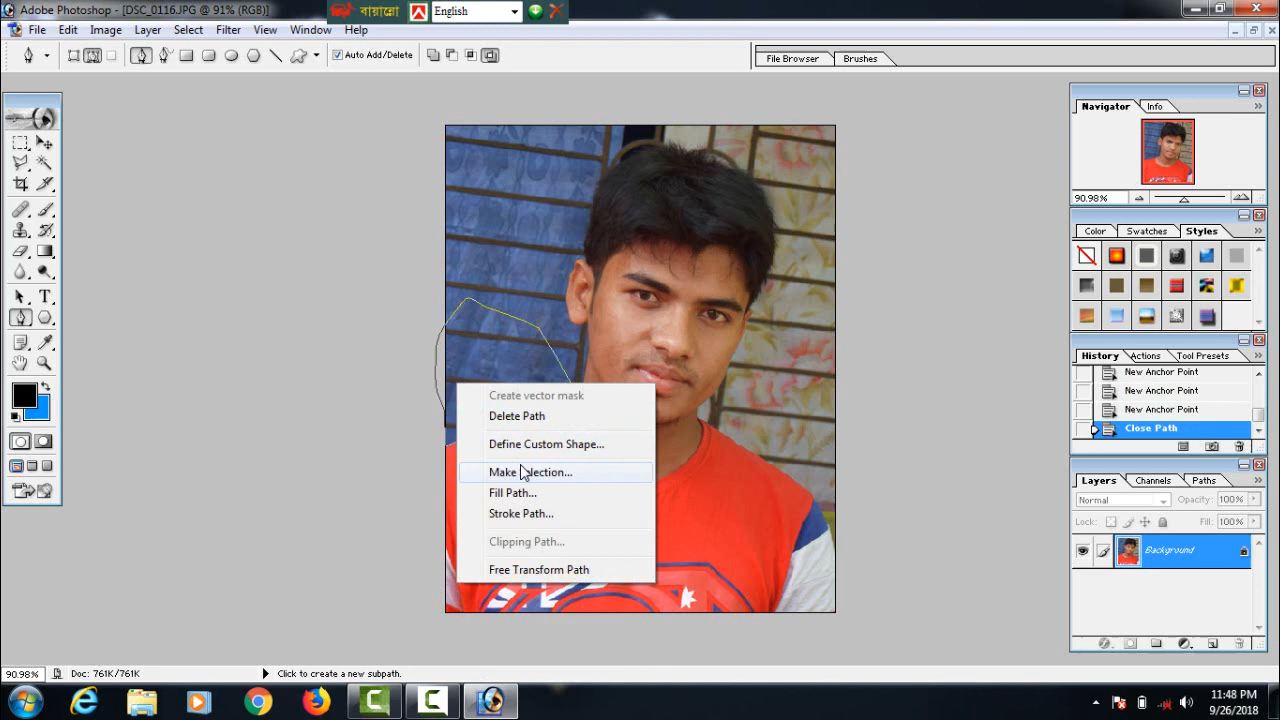 Adobe Photoshop - [DSC_0116.JPG @ 91% (RGB)]
বায়ান্নো
English
File Edit Image Layer Select Filter View Window Help
Auto Add/Delete
File Browser
Brushes
Navigator
Info
90.98%
Color
Swatches
Styles
History
Actions
Tool Presets
New Anchor Point
New Anchor Point
New Anchor Point
Close Path
Layers
Channels
Paths
Normal
Opacity: 100%
Lock:
Fill: 100%
Background
Create vector mask
Delete Path
Define Custom Shape...
Fill Path...
Stroke Path...
Clipping Path...
Free Transform Path
90.98%
Doc: 761K/761K
Click to create a new subpath.
11:48 PM
9/26/2018